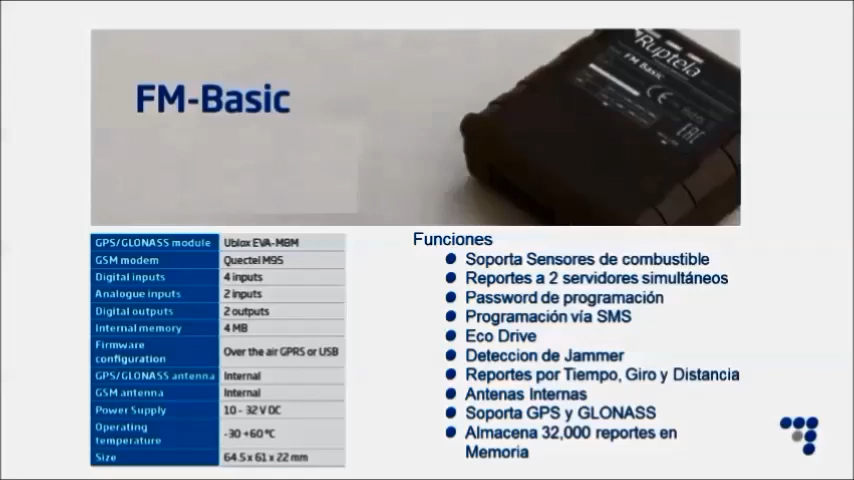 Ruptela
FM Basic
FM-Basic
GPS/GLONASS module Ublox EVA-M8M
GSM modem Quectel M95
Digital inputs 4 inputs
Analogue inputs 2 inputs
Digital outputs 2 outputs
Internal memory 4 MB
Firmware
configuration Over the air GPRS or USB
GPS/GLONASS antenna Internal
GSM antenna Internal
Power Supply 10 - 32 V DC
Operating
temperature -30 +60 °C
Size 64.5 x 61 x 22 mm
Funciones
Soporta Sensores de combustible
Reportes a 2 servidores simultáneos
Password de programación
Programación vía SMS
Eco Drive
Deteccion de Jammer
Reportes por Tiempo, Giro y Distancia
Antenas Internas
Soporta GPS y GLONASS
Almacena 32,000 reportes en
Memoria